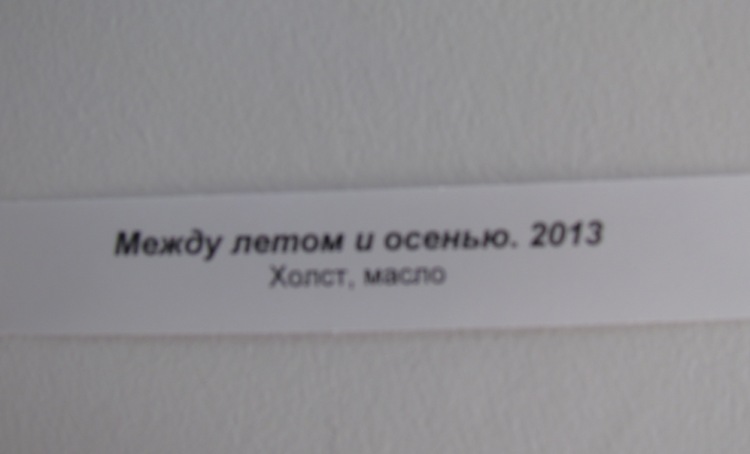 Между летом и осенью. 2013
Холст, масло